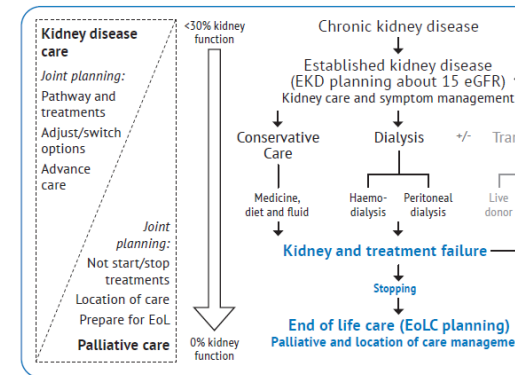 Kidney disease
care
Joint planning:
Pathway and
treatments
Adjust/switch
options
Advance
care
Joint
planning:
Not start/stop
treatments
Location of care
Prepare for EoL
Palliative care
<30% kidney
function
0% kidney
function
Chronic kidney disease
Established kidney disease
(EKD planning about 15 eGFR)
Kidney care and symptom management
Conservative
Care
Dialysis
+/-
Medicine,
diet and fluid
Haemo-
dialysis
Peritoneal
dialysis
Live
donor
Kidney and treatment failure
Stopping
End of life care (EoLC planning)
Palliative and location of care